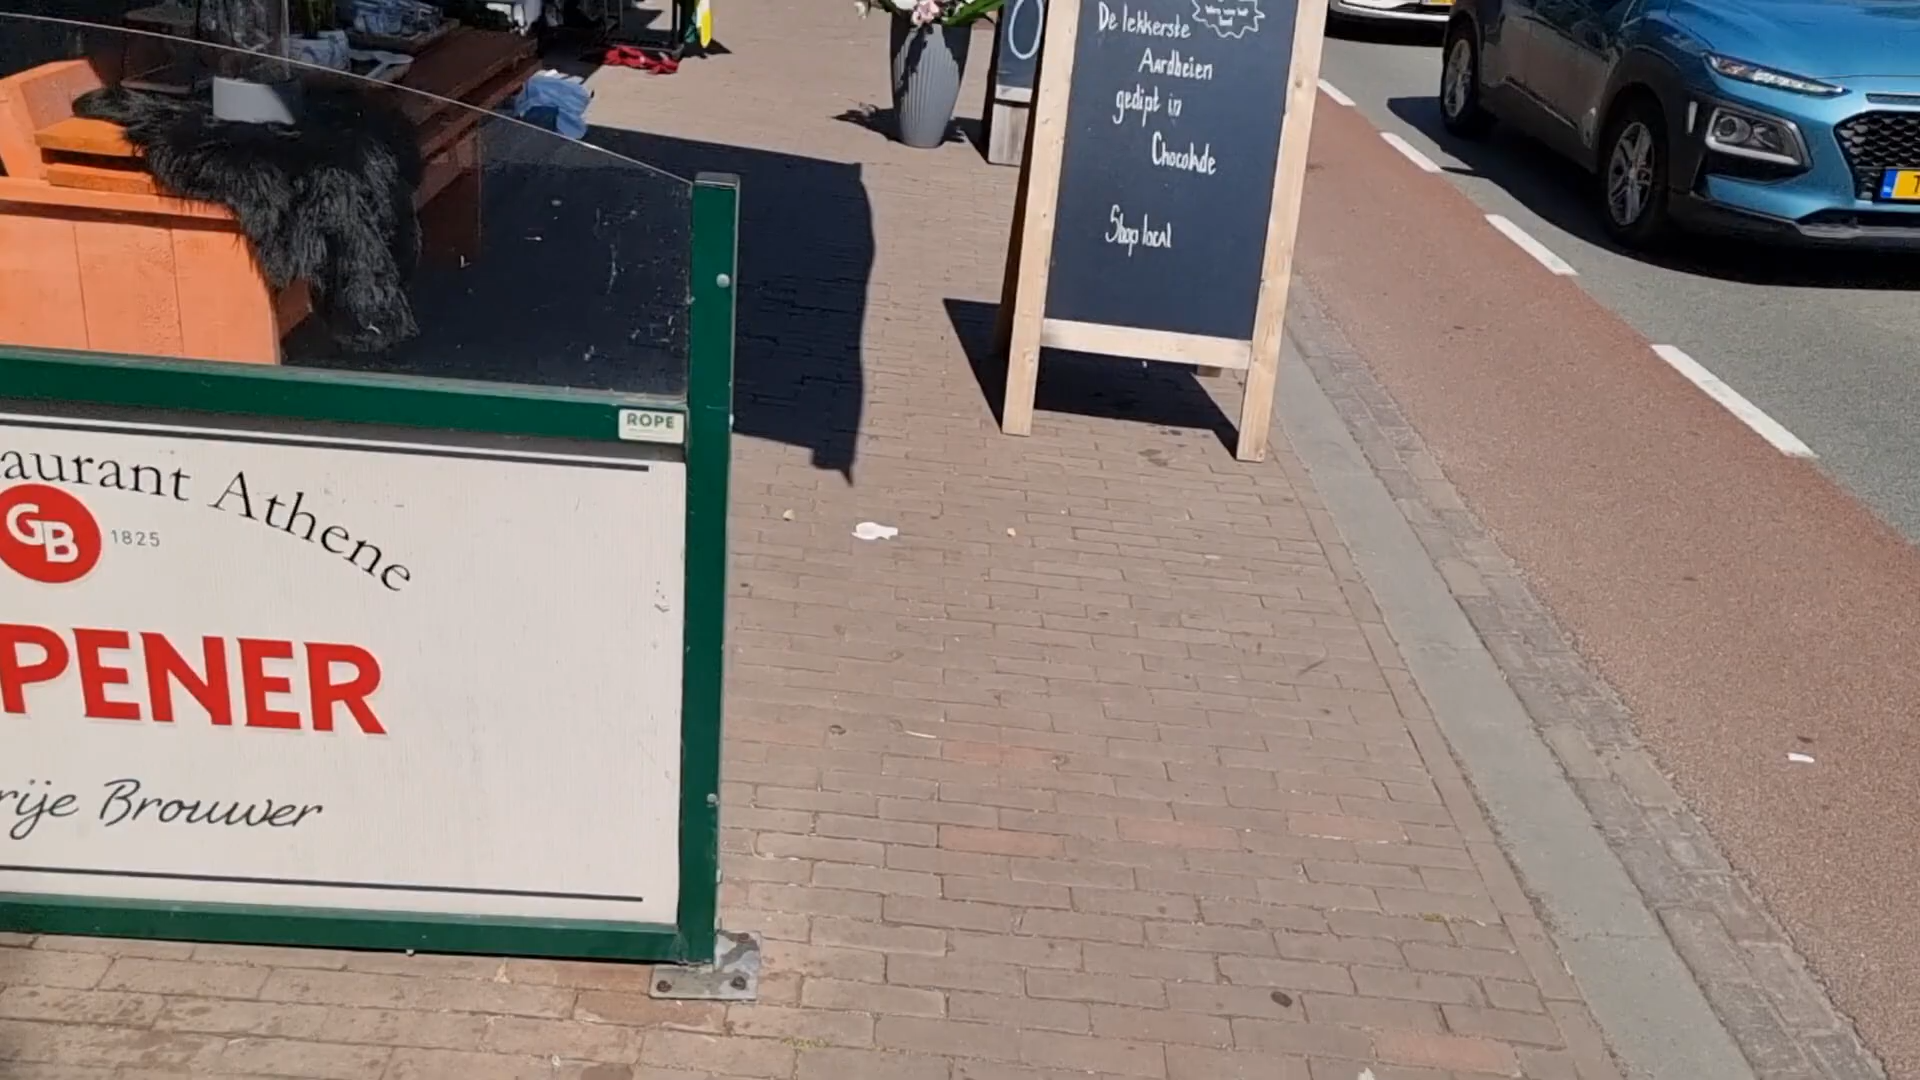 De lekkerste
Aardbeien
gedipt in
Chocolade
Shop local
ROPE
aurant Athene
GB
1825
PENER
rije Brouwer